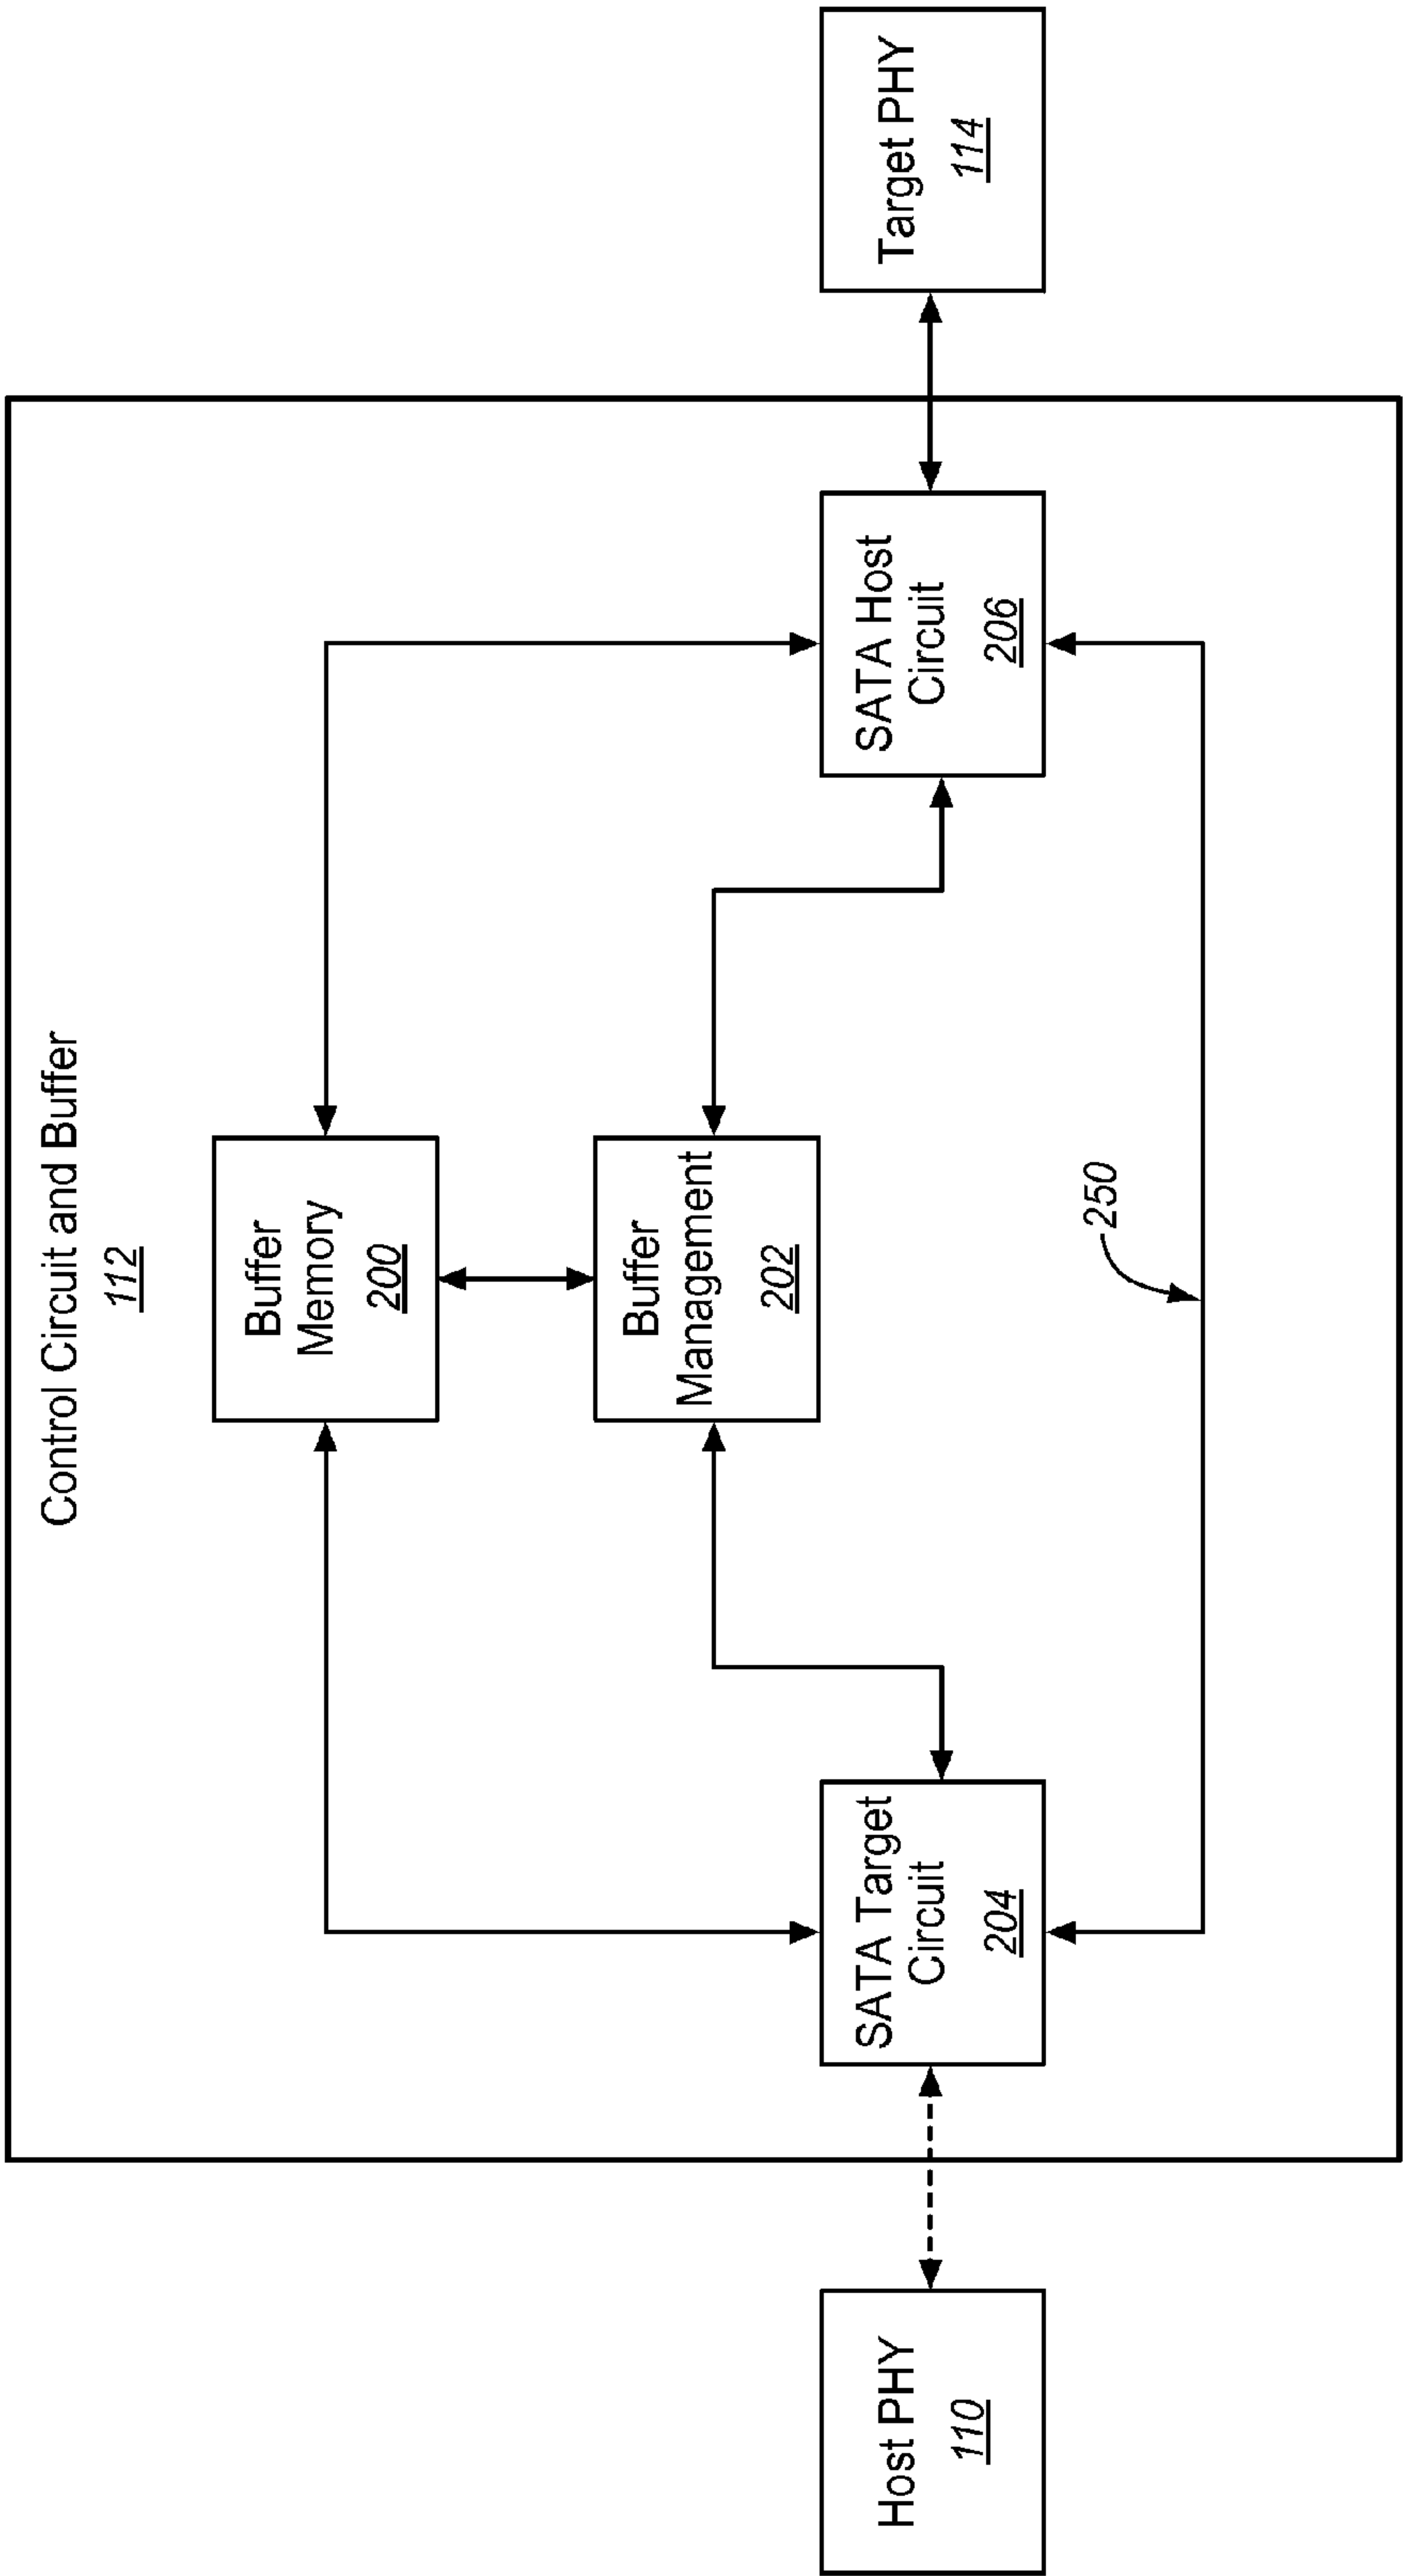 Control Circuit and Buffer
112
Buffer
Memory
200
Buffer
Management
202
Host PHY
110
SATA Target
Circuit
204
SATA Host
Circuit
206
Target PHY
114
250